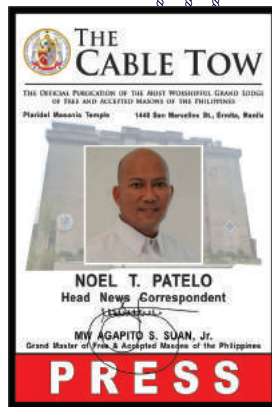 THE
CABLE TOW
THE OFFICIAL PUBLICATION OF THE MOST WORSHIPFUL GRAND LODGE
OF FREE AND ACCEPTED MASONS OF THE PHILIPPINES
Plaridel Masonic Temple 1440 San Marcelino St., Ermita, Manila
NOEL T. PATELO
Head News Correspondent
MW AGAPITO S. SUAN, Jr.
Grand Master of Free & Accepted Masons of the Philippines
PRESS